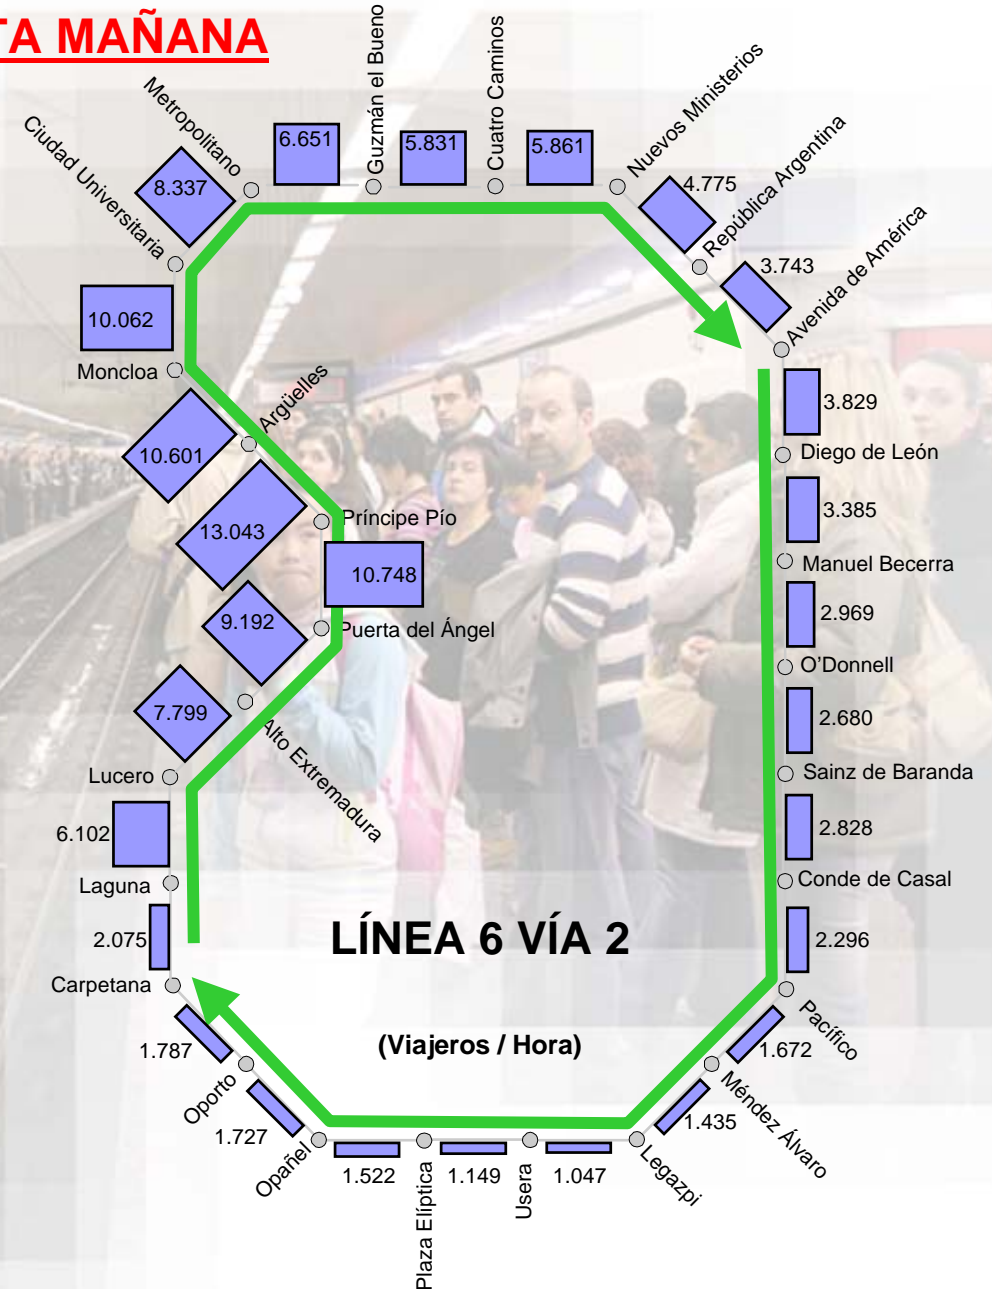 TA MAÑANA
Metropolitano
6.651
Guzmán el Bueno
5.831
Cuatro Caminos
5.861
Nuevos Ministerios
Ciudad Universitaria
8.337
4.775
República Argentina
3.743
Avenida de América
10.062
Moncloa
Argüelles
3.829
10.601
Diego de León
13.043
Príncipe Pío
3.385
10.748
Manuel Becerra
9.192
Puerta del Ángel
2.969
O'Donnell
7.799
Alto Extremadura
2.680
Lucero
Sainz de Baranda
6.102
2.828
Laguna
Conde de Casal
2.075
LÍNEA 6 VÍA 2
2.296
Carpetana
Pacífico
1.787
(Viajeros / Hora)
1.672
Oporto
Méndez Álvaro
1.727
1.435
Opañel
1.522
Plaza Elíptica
1.149
Usera
1.047
Legazpi